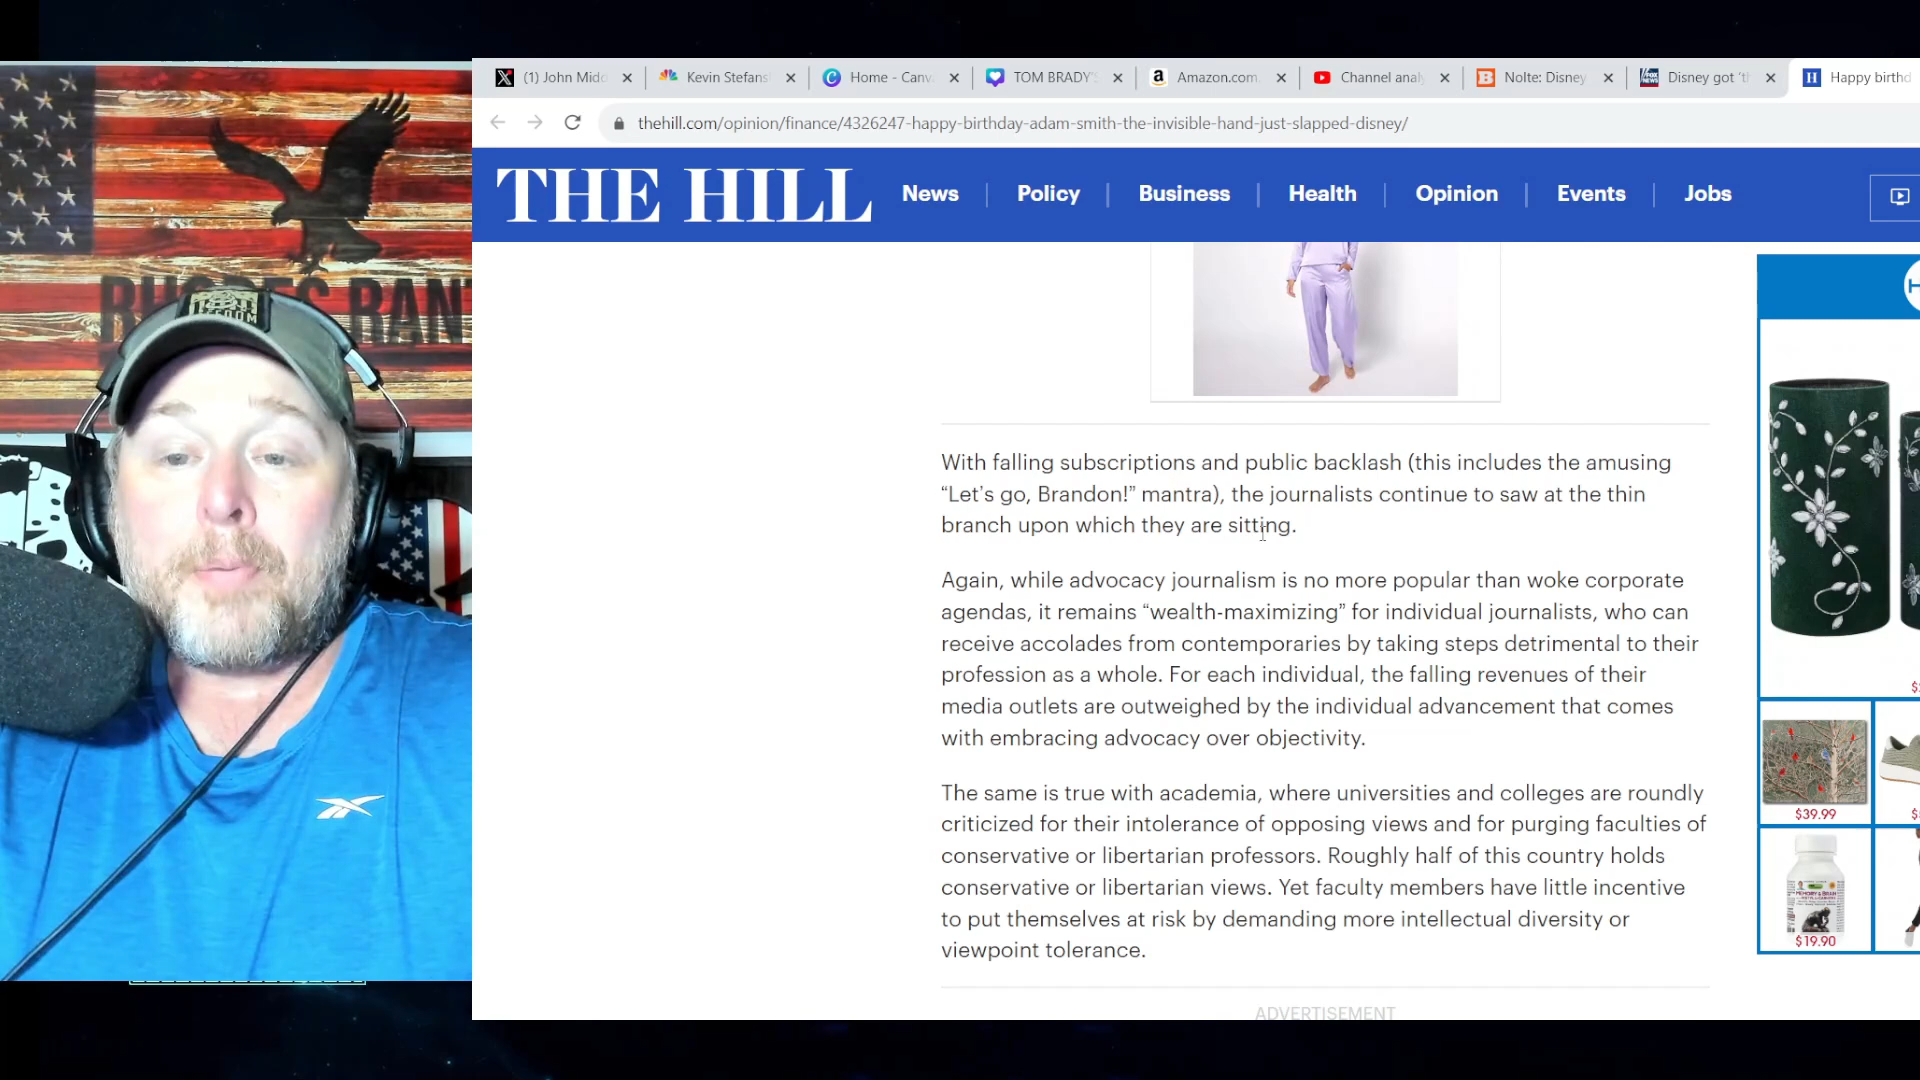 (1) John Midd
Kevin Stefans
Home - Canv
TOM BRADY'S
Amazon.com
Channel analy
Nolte: Disney
Disney got 't
Happy birthd
thehill.com/opinion/finance/4326247-happy-birthday-adam-smith-the-invisible-hand-just-slapped-disney/
THE HILL
News
Policy
Business
Health
Opinion
Events
Jobs
RHODES RANT
With falling subscriptions and public backlash (this includes the amusing
“Let’s go, Brandon!” mantra), the journalists continue to saw at the thin
branch upon which they are sitting.
Again, while advocacy journalism is no more popular than woke corporate
agendas, it remains “wealth-maximizing” for individual journalists, who can
receive accolades from contemporaries by taking steps detrimental to their
profession as a whole. For each individual, the falling revenues of their
media outlets are outweighed by the individual advancement that comes
with embracing advocacy over objectivity.
The same is true with academia, where universities and colleges are roundly
criticized for their intolerance of opposing views and for purging faculties of
conservative or libertarian professors. Roughly half of this country holds
conservative or libertarian views. Yet faculty members have little incentive
to put themselves at risk by demanding more intellectual diversity or
viewpoint tolerance.
ADVERTISEMENT
$39.99
$19.90